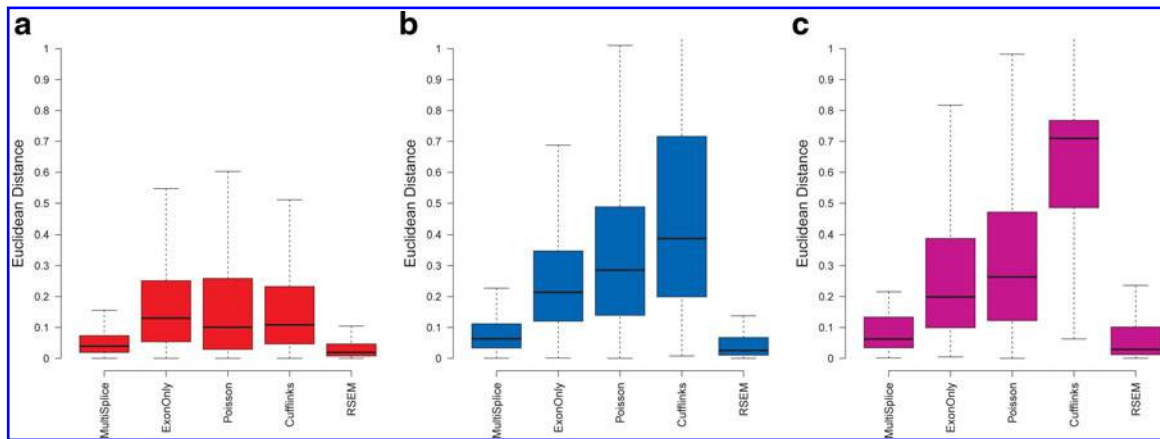 a
Euclidean Distance
1
0.9
0.8
0.7
0.6
0.5
0.4
0.3
0.2
0.1
0
MultiSplice
ExonOnly
Poisson
Cufflinks
RSEM
b
Euclidean Distance
1
0.9
0.8
0.7
0.6
0.5
0.4
0.3
0.2
0.1
0
MultiSplice
ExonOnly
Poisson
Cufflinks
RSEM
c
Euclidean Distance
1
0.9
0.8
0.7
0.6
0.5
0.4
0.3
0.2
0.1
0
MultiSplice
ExonOnly
Poisson
Cufflinks
RSEM